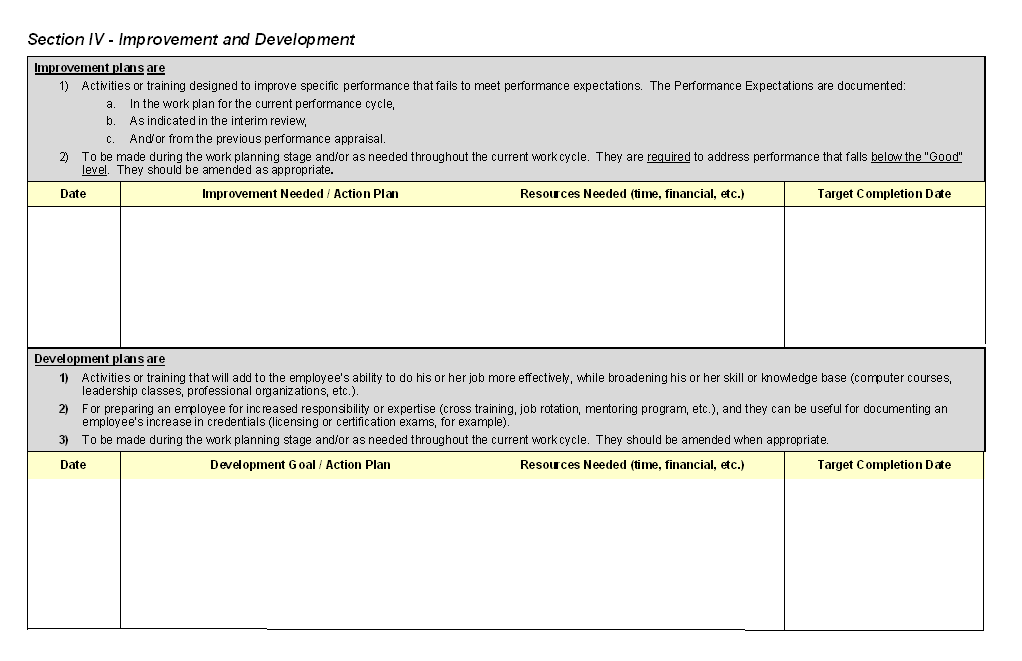 Section IV - Improvement and Development
Improvement plans are
1) Activities or training designed to improve specific performance that fails to meet performance expectations. The Performance Expectations are documented:
a. In the work plan for the current performance cycle,
b. As indicated in the interim review,
c. And/or from the previous performance appraisal.
2) To be made during the work planning stage and/or as needed throughout the current work cycle. They are required to address performance that falls below the "Good"
level. They should be amended as appropriate.
Date Improvement Needed / Action Plan Resources Needed (time, financial, etc.) Target Completion Date
Development plans are
1) Activities or training that will add to the employee's ability to do his or her job more effectively, while broadening his or her skill or knowledge base (computer courses,
leadership classes, professional organizations, etc.).
2) For preparing an employee for increased responsibility or expertise (cross training, job rotation, mentoring program, etc.), and they can be useful for documenting an
employee's increase in credentials (licensing or certification exams, for example).
3) To be made during the work planning stage and/or as needed throughout the current work cycle. They should be amended when appropriate.
Date Development Goal / Action Plan Resources Needed (time, financial, etc.) Target Completion Date